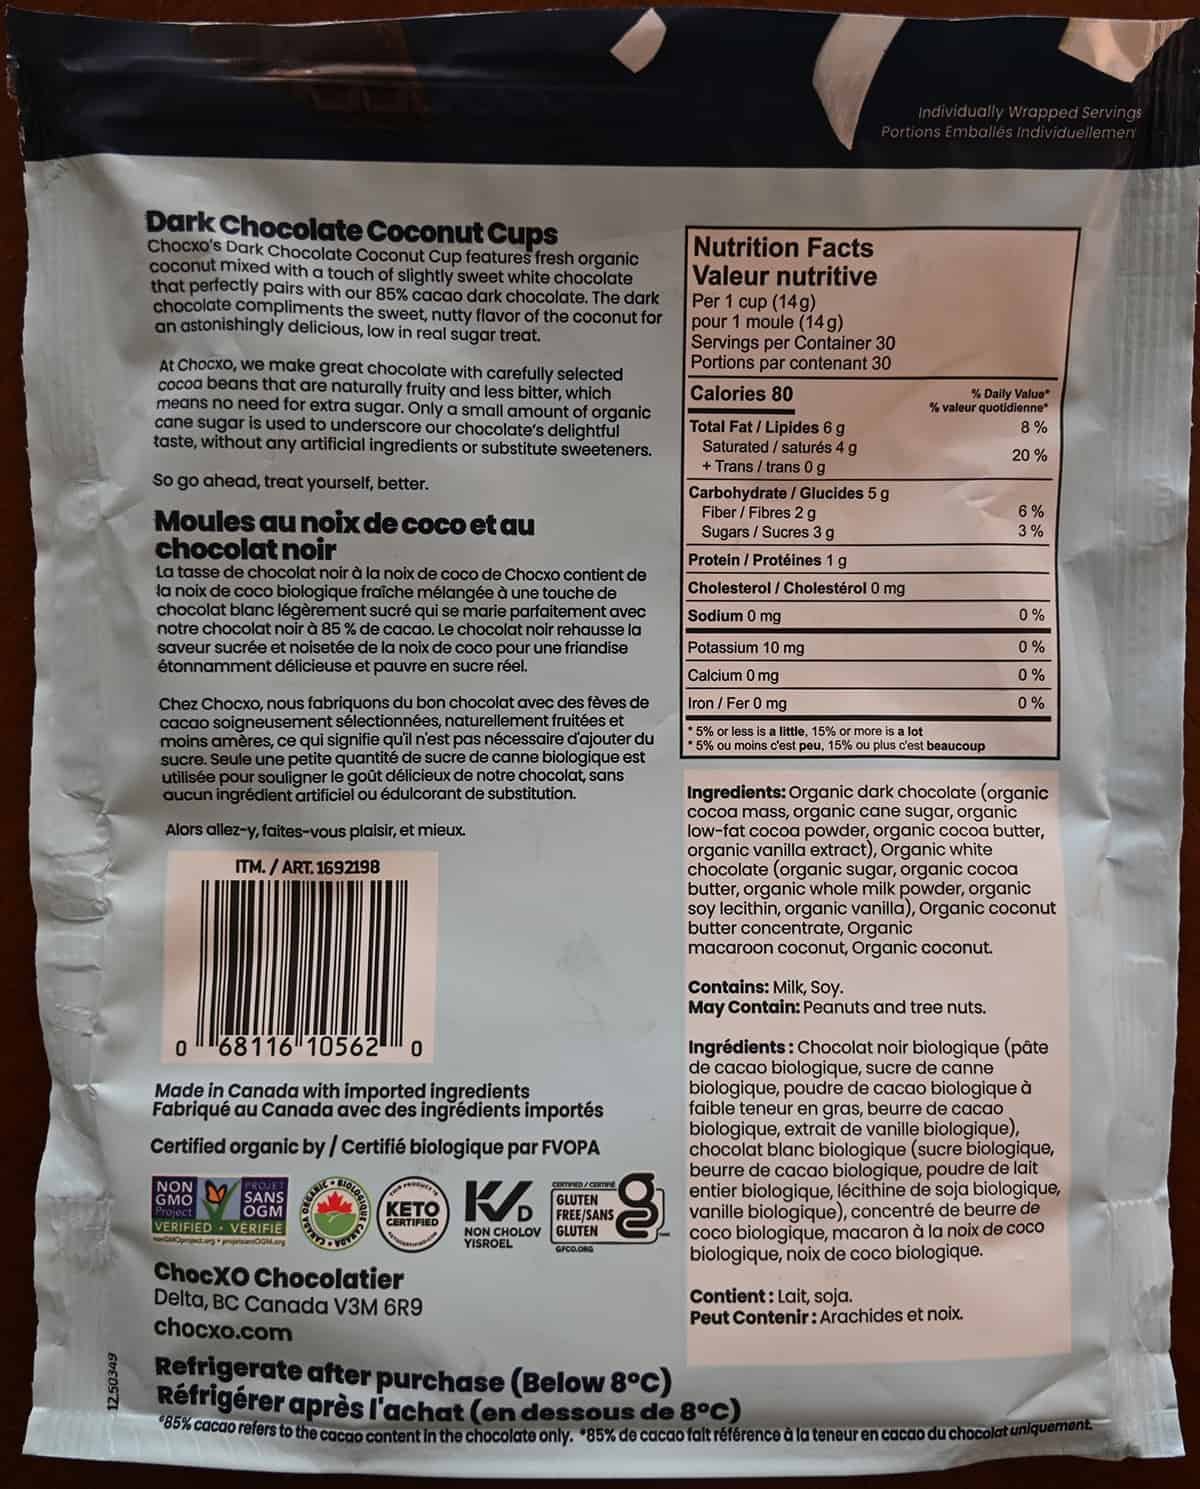 Individually Wrapped Servings
Portions Emballés Individuellement
Dark Chocolate Coconut Cups
Chocxo's Dark Chocolate Coconut Cup features fresh organic
coconut mixed with a touch of slightly sweet white chocolate
that perfectly pairs with our 85% cacao dark chocolate. The dark
chocolate compliments the sweet, nutty flavor of the coconut for
an astonishingly delicious, low in real sugar treat.
At Chocxo, we make great chocolate with carefully selected
cocoa beans that are naturally fruity and less bitter, which
means no need for extra sugar. Only a small amount of organic
cane sugar is used to underscore our chocolate's delightful
taste, without any artificial ingredients or substitute sweeteners.
So go ahead, treat yourself, better.
Moules au noix de coco et au
chocolat noir
La tasse de chocolat noir à la noix de coco de Chocxo contient de
la noix de coco biologique fraîche mélangée à une touche de
chocolat blanc légèrement sucré qui se marie parfaitement avec
notre chocolat noir à 85 % de cacao. Le chocolat noir rehausse la
saveur sucrée et noisetée de la noix de coco pour une friandise
étonnamment délicieuse et pauvre en sucre réel.
Chez Chocxo, nous fabriquons du bon chocolat avec des fèves de
cacao soigneusement sélectionnées, naturellement fruitées et
moins amères, ce qui signifie qu'il n'est pas nécessaire d'ajouter du
sucre. Seule une petite quantité de sucre de canne biologique est
utilisée pour souligner le goût délicieux de notre chocolat, sans
aucun ingrédient artificiel ou édulcorant de substitution.
Alors allez-y, faites-vous plaisir, et mieux.
ITM. / ART. 1692198
0 68116 10562 0
Made in Canada with imported ingredients
Fabriqué au Canada avec des ingrédients importés
Certified organic by / Certifié biologique par FVOPA
NON GMO Project VERIFIED
PROJET SANS OGM VÉRIFIÉ
nonGMOproject.org • projetsansOGM.org
CANADA ORGANIC • BIOLOGIQUE CANADA
THIS PRODUCT IS
KETO
CERTIFIED
KVD
NON CHOLOV
YISROEL
CERTIFIED / CERTIFIÉ
GLUTEN
FREE/SANS
GLUTEN
GFCO.ORG
ChocXO Chocolatier
Delta, BC Canada V3M 6R9
chocxo.com
Refrigerate after purchase (Below 8°C)
Réfrigérer après l'achat (en dessous de 8°C)
*85% cacao refers to the cacao content in the chocolate only. *85% de cacao fait référence à la teneur en cacao du chocolat uniquement.
12.50349
Nutrition Facts
Valeur nutritive
Per 1 cup (14 g)
pour 1 moule (14 g)
Servings per Container 30
Portions par contenant 30
Calories 80
% Daily Value*
% valeur quotidienne*
Total Fat / Lipides 6 g 8 %
Saturated / saturés 4 g 20 %
+ Trans / trans 0 g
Carbohydrate / Glucides 5 g
Fiber / Fibres 2 g 6 %
Sugars / Sucres 3 g 3 %
Protein / Protéines 1 g
Cholesterol / Cholestérol 0 mg
Sodium 0 mg 0 %
Potassium 10 mg 0 %
Calcium 0 mg 0 %
Iron / Fer 0 mg 0 %
* 5% or less is a little, 15% or more is a lot
* 5% ou moins c'est peu, 15% ou plus c'est beaucoup
Ingredients: Organic dark chocolate (organic
cocoa mass, organic cane sugar, organic
low-fat cocoa powder, organic cocoa butter,
organic vanilla extract), Organic white
chocolate (organic sugar, organic cocoa
butter, organic whole milk powder, organic
soy lecithin, organic vanilla), Organic coconut
butter concentrate, Organic
macaroon coconut, Organic coconut.
Contains: Milk, Soy.
May Contain: Peanuts and tree nuts.
Ingrédients : Chocolat noir biologique (pâte
de cacao biologique, sucre de canne
biologique, poudre de cacao biologique à
faible teneur en gras, beurre de cacao
biologique, extrait de vanille biologique),
chocolat blanc biologique (sucre biologique,
beurre de cacao biologique, poudre de lait
entier biologique, lécithine de soja biologique,
vanille biologique), concentré de beurre de
coco biologique, macaron à la noix de coco
biologique, noix de coco biologique.
Contient : Lait, soja.
Peut Contenir : Arachides et noix.